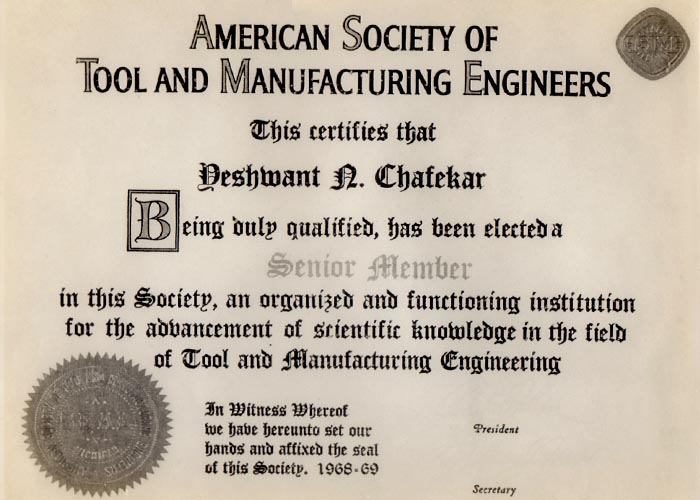 AMERICAN SOCIETY OF
TOOL AND MANUFACTURING ENGINEERS
This certifies that
Yeshwant N. Chafekar
Being duly qualified, has been elected a
Senior Member
in this Society, an organized and functioning institution
for the advancement of scientific knowledge in the field
of Tool and Manufacturing Engineering
In Witness Whereof
we have hereunto set our
hands and affixed the seal
of this Society. 1968-69
President
Secretary